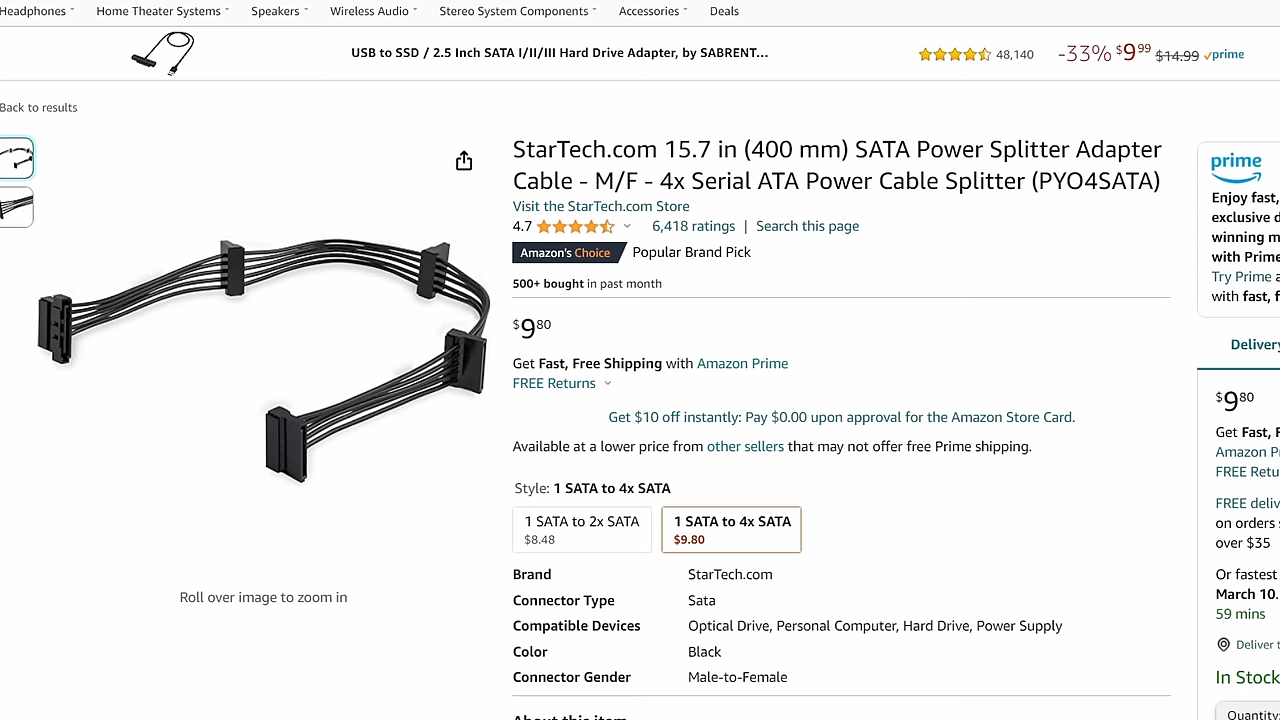 Headphones
Home Theater Systems
Speakers
Wireless Audio
Stereo System Components
Accessories
Deals
USB to SSD / 2.5 Inch SATA I/II/III Hard Drive Adapter, by SABRENT...
48,140
-33% $999 $14.99 prime
Back to results
StarTech.com 15.7 in (400 mm) SATA Power Splitter Adapter
Cable - M/F - 4x Serial ATA Power Cable Splitter (PYO4SATA)
Visit the StarTech.com Store
4.7 6,418 ratings | Search this page
Amazon's Choice Popular Brand Pick
500+ bought in past month
$980
Get Fast, Free Shipping with Amazon Prime
FREE Returns
Get $10 off instantly: Pay $0.00 upon approval for the Amazon Store Card.
Available at a lower price from other sellers that may not offer free Prime shipping.
Style: 1 SATA to 4x SATA
1 SATA to 2x SATA
$8.48
1 SATA to 4x SATA
$9.80
Roll over image to zoom in
Brand StarTech.com
Connector Type Sata
Compatible Devices Optical Drive, Personal Computer, Hard Drive, Power Supply
Color Black
Connector Gender Male-to-Female
About this item
prime
Enjoy fast,
exclusive d
winning m
with Prime
Try Prime a
with fast, f
Delivery
$980
Get Fast, F
Amazon Pr
FREE Retu
FREE deliv
on orders s
over $35
Or fastest
March 10.
59 mins
Deliver t
In Stock
Quantity: